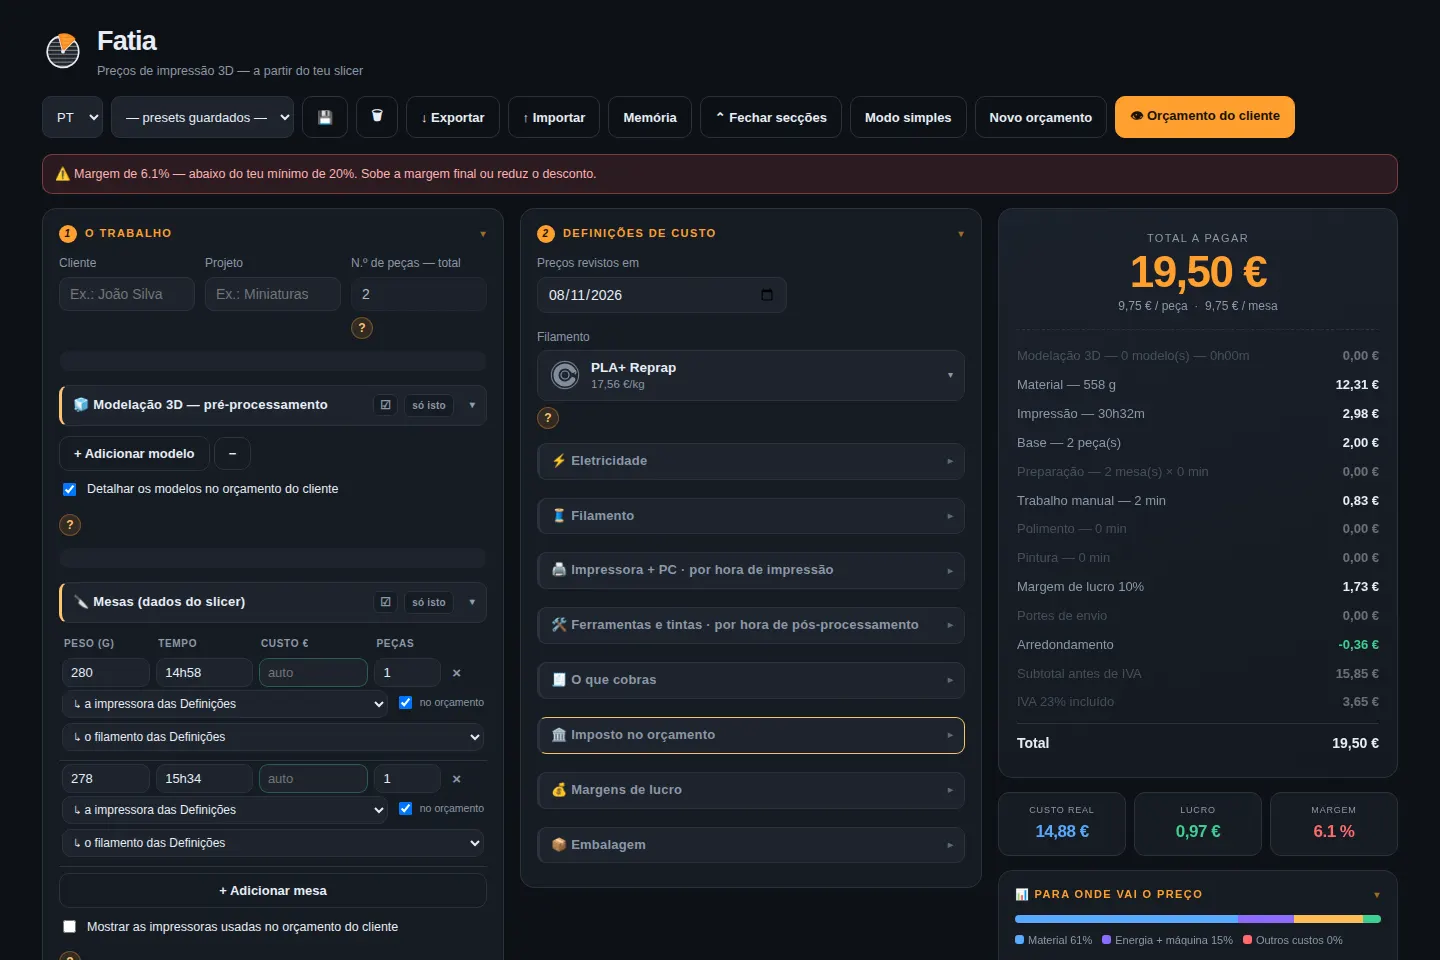 Fatia
Preços de impressão 3D — a partir do teu slicer
PT
— presets guardados —
↓ Exportar
↑ Importar
Memória
⌃ Fechar secções
Modo simples
Novo orçamento
👁 Orçamento do cliente
⚠️ Margem de 6.1% — abaixo do teu mínimo de 20%. Sobe a margem final ou reduz o desconto.
1 O TRABALHO ▾
Cliente
Projeto
N.º de peças — total
Ex.: João Silva
Ex.: Miniaturas
2
?
🧊 Modelação 3D — pré-processamento ☑ só isto ▾
+ Adicionar modelo −
Detalhar os modelos no orçamento do cliente
?
Mesas (dados do slicer) ☑ só isto ▾
PESO (G) TEMPO CUSTO € PEÇAS
280 14h58 auto 1 ×
↳ a impressora das Definições no orçamento
↳ o filamento das Definições
278 15h34 auto 1 ×
↳ a impressora das Definições no orçamento
↳ o filamento das Definições
+ Adicionar mesa
Mostrar as impressoras usadas no orçamento do cliente
?
2 DEFINIÇÕES DE CUSTO ▾
Preços revistos em
08/11/2026
Filamento
PLA+ Reprap
17,56 €/kg
?
⚡ Eletricidade ▸
🧵 Filamento ▸
🖨️ Impressora + PC · por hora de impressão ▸
🛠️ Ferramentas e tintas · por hora de pós-processamento ▸
🧾 O que cobras ▸
🏛️ Imposto no orçamento ▸
💰 Margens de lucro ▸
📦 Embalagem ▸
TOTAL A PAGAR
19,50 €
9,75 € / peça · 9,75 € / mesa
Modelação 3D — 0 modelo(s) — 0h00m 0,00 €
Material — 558 g 12,31 €
Impressão — 30h32m 2,98 €
Base — 2 peça(s) 2,00 €
Preparação — 2 mesa(s) × 0 min 0,00 €
Trabalho manual — 2 min 0,83 €
Polimento — 0 min 0,00 €
Pintura — 0 min 0,00 €
Margem de lucro 10% 1,73 €
Portes de envio 0,00 €
Arredondamento -0,36 €
Subtotal antes de IVA 15,85 €
IVA 23% incluído 3,65 €
Total 19,50 €
CUSTO REAL
14,88 €
LUCRO
0,97 €
MARGEM
6.1 %
📊 PARA ONDE VAI O PREÇO ▾
Material 61% Energia + máquina 15% Outros custos 0%